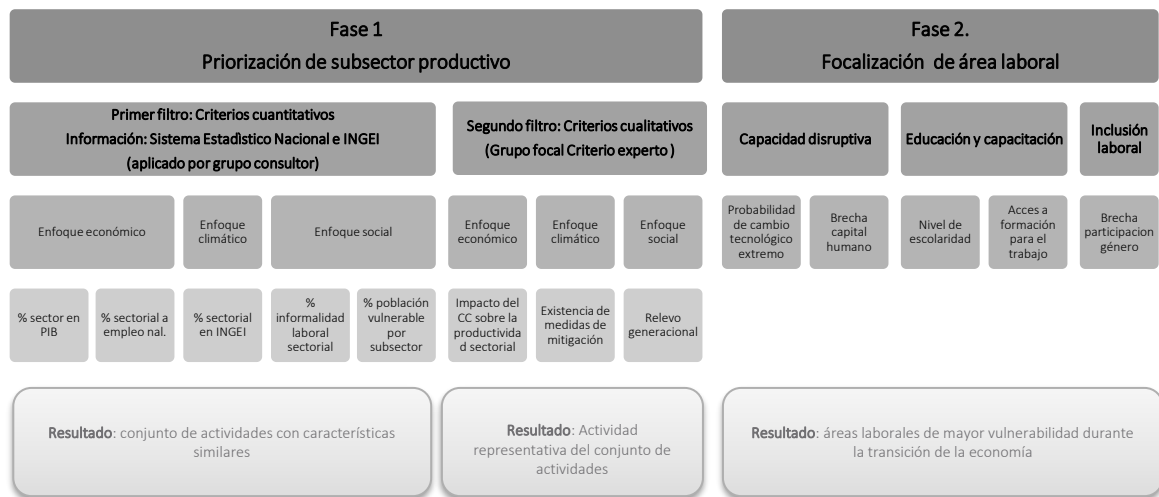 Fase 1
Priorización de subsector productivo
Fase 2.
Focalización de área laboral
Primer filtro: Criterios cuantitativos
Información: Sistema Estadìstico Nacional e INGEI
(aplicado por grupo consultor)
Segundo filtro: Criterios cualitativos
(Grupo focal Criterio experto )
Capacidad disruptiva
Educación y capacitación
Inclusión
laboral
Enfoque económico
Enfoque
climático
Enfoque social
Enfoque
económico
Enfoque
climático
Enfoque
social
Probabilidad
de cambio
tecnológico
extremo
Brecha
capital
humano
Nivel de
escolaridad
Acces a
formación
para el
trabajo
Brecha
participacion
género
% sector en
PIB
% sectorial a
empleo nal.
% sectorial
en INGEI
%
informalidad
laboral
sectorial
% población
vulnerable
por
subsector
Impacto del
CC sobre la
productivida
d sectorial
Existencia de
medidas de
mitigación
Relevo
generacional
Resultado: conjunto de actividades con características
similares
Resultado: Actividad
representativa del conjunto de
actividades
Resultado: áreas laborales de mayor vulnerabilidad durante
la transición de la economía